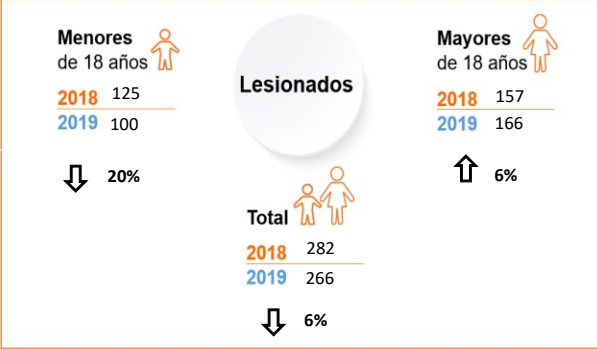 Menores
de 18 años
2018 125
2019 100
20%
Lesionados
Mayores
de 18 años
2018 157
2019 166
6%
Total
2018 282
2019 266
6%